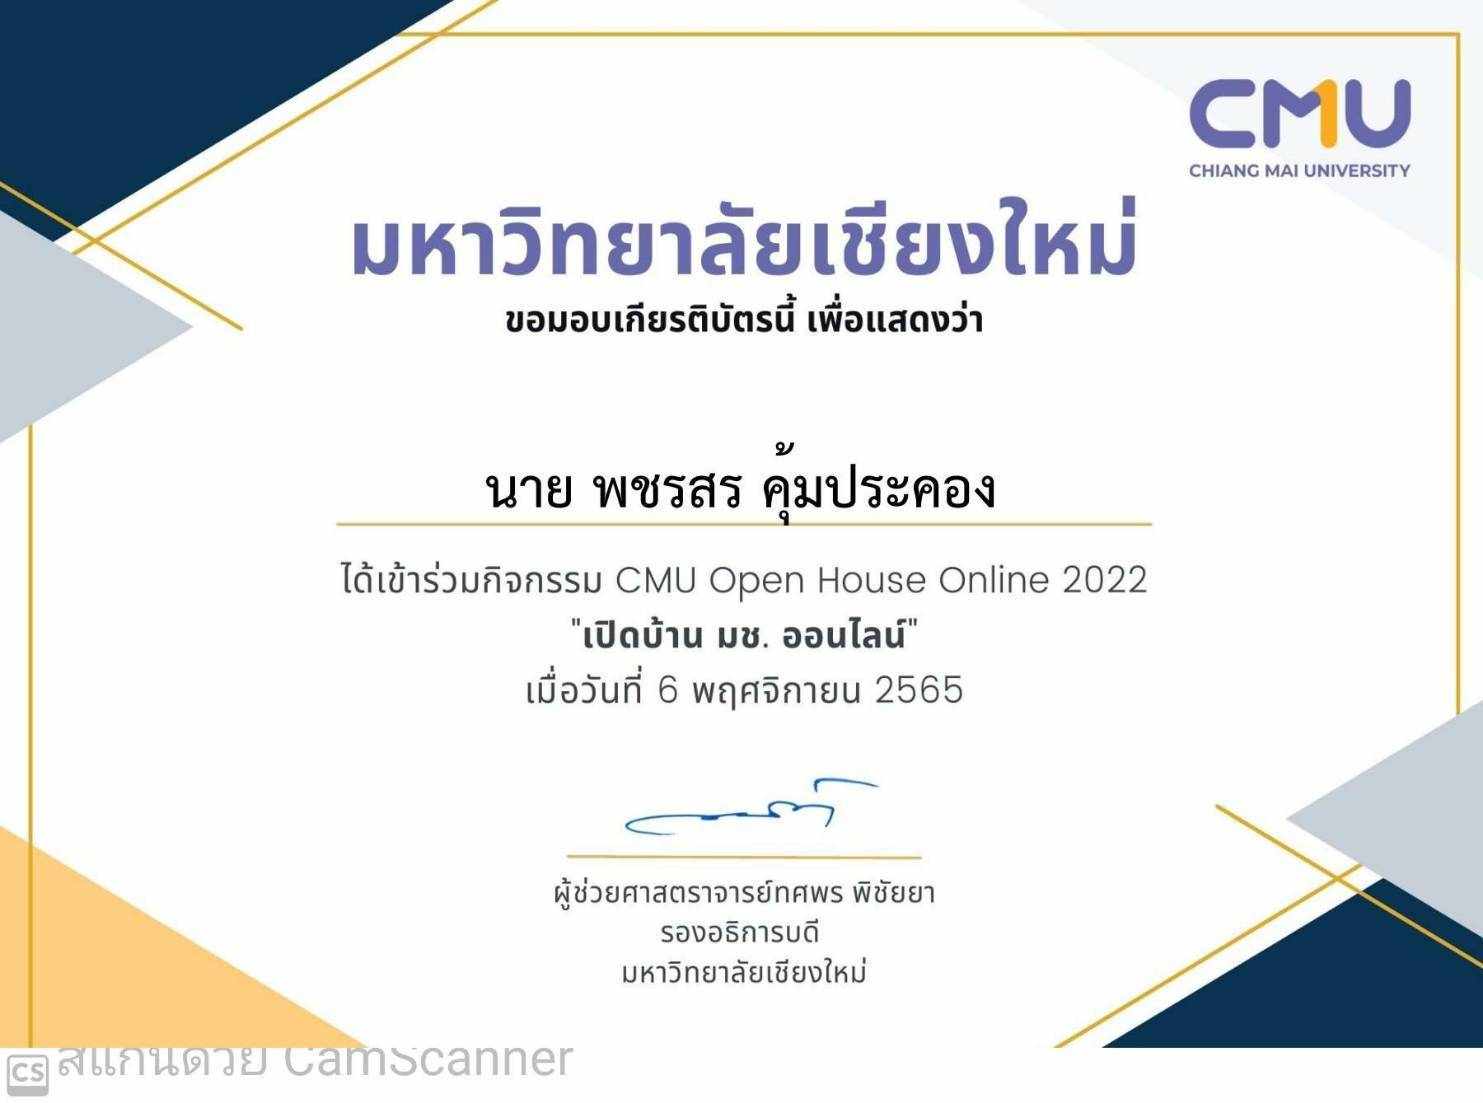 CMU
CHIANG MAI UNIVERSITY
มหาวิทยาลัยเชียงใหม่
ขอมอบเกียรติบัตรนี้ เพื่อแสดงว่า
นาย พชรสร คุ้มประคอง
ได้เข้าร่วมกิจกรรม CMU Open House Online 2022
"เปิดบ้าน มช. ออนไลน์"
เมื่อวันที่ 6 พฤศจิกายน 2565
ผู้ช่วยศาสตราจารย์ทศพร พิชัยยา
รองอธิการบดี
มหาวิทยาลัยเชียงใหม่
CS สแกนด้วย CamScanner